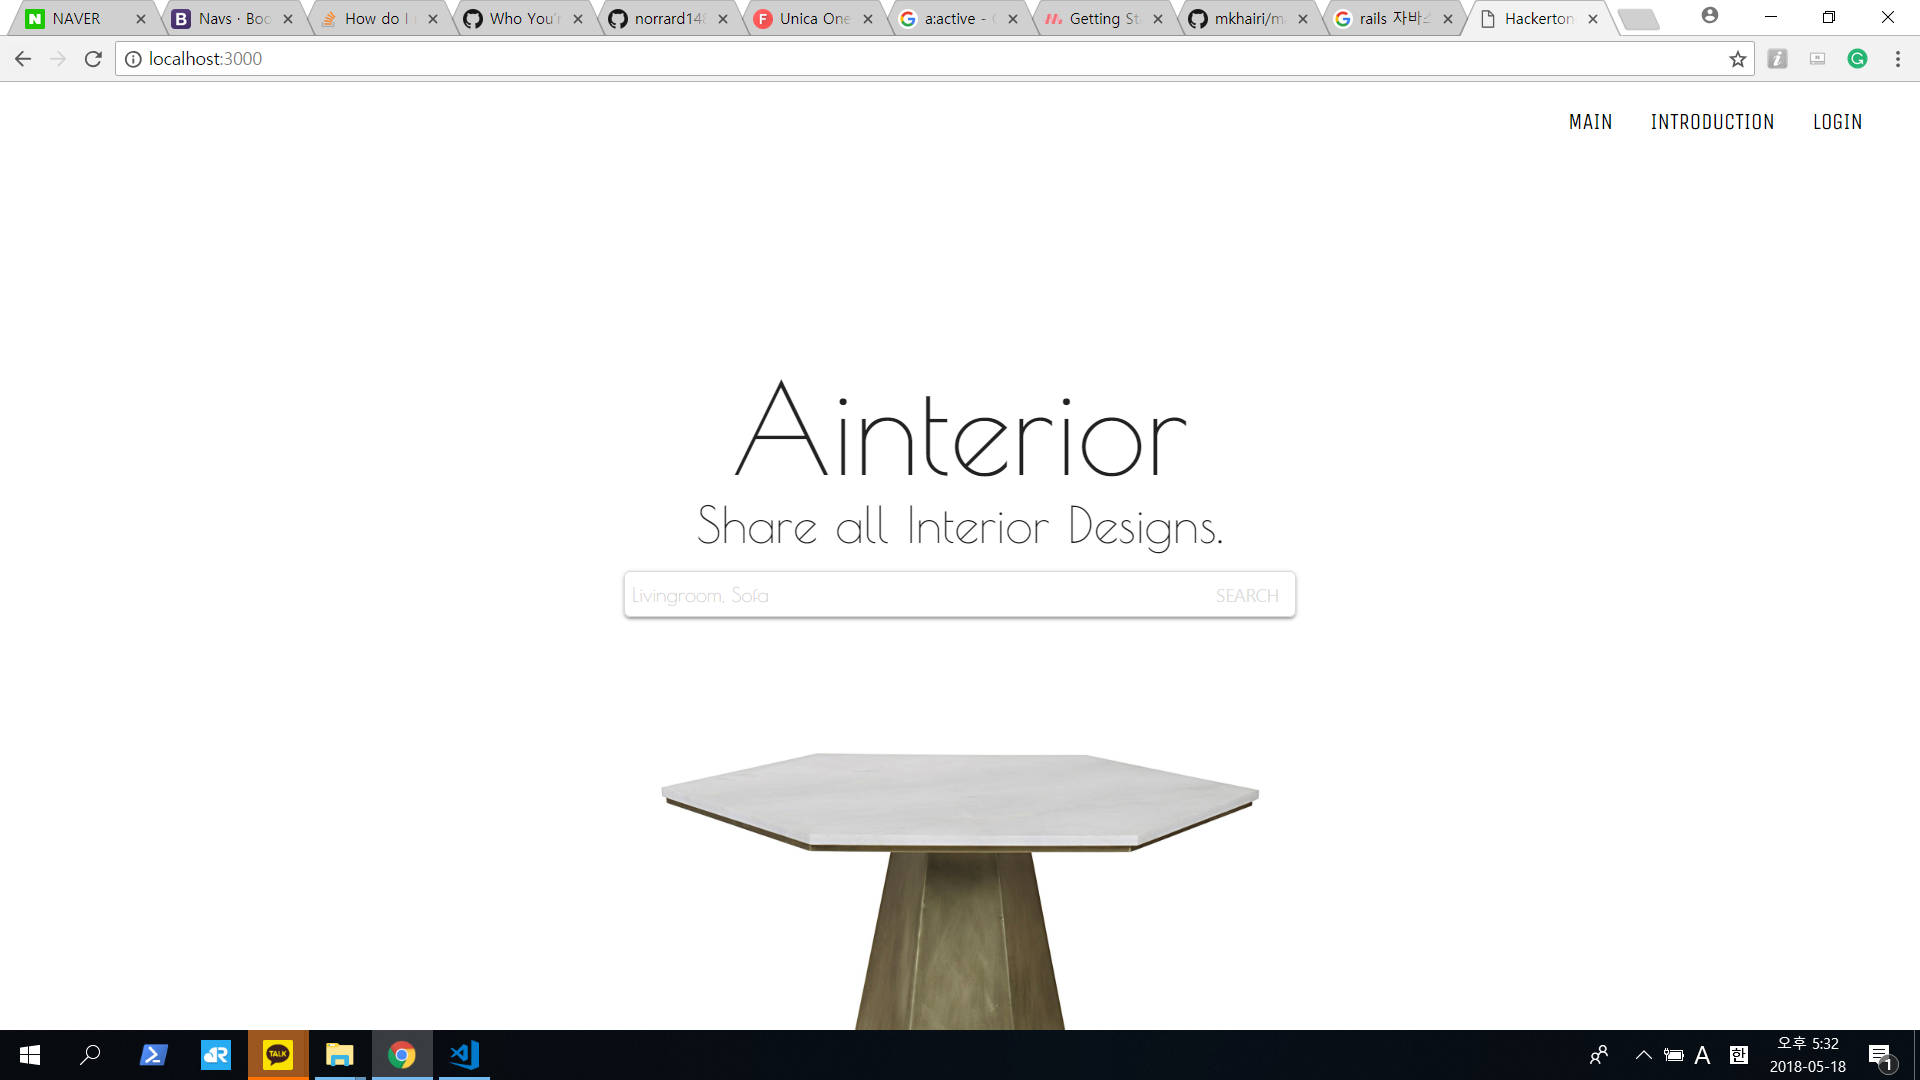 NAVER
Navs · Boo
How do I
Who You'r
norrard148
Unica One
a:active -
Getting St
mkhairi/m
rails 자바
Hackerton
localhost:3000
MAIN INTRODUCTION LOGIN
Ainterior
Share all Interior Designs.
Livingroom, Sofa SEARCH
TALK
A 한 오후 5:32
2018-05-18
1